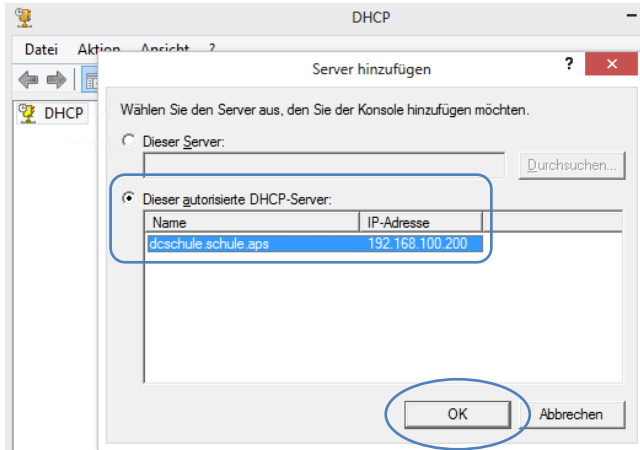 DHCP
Datei Aktion Ansicht ?
Server hinzufügen ?
DHCP
Wählen Sie den Server aus, den Sie der Konsole hinzufügen möchten.
Dieser Server:
Durchsuchen...
Dieser autorisierte DHCP-Server:
Name IP-Adresse
dcschule.schule.aps 192.168.100.200
OK Abbrechen